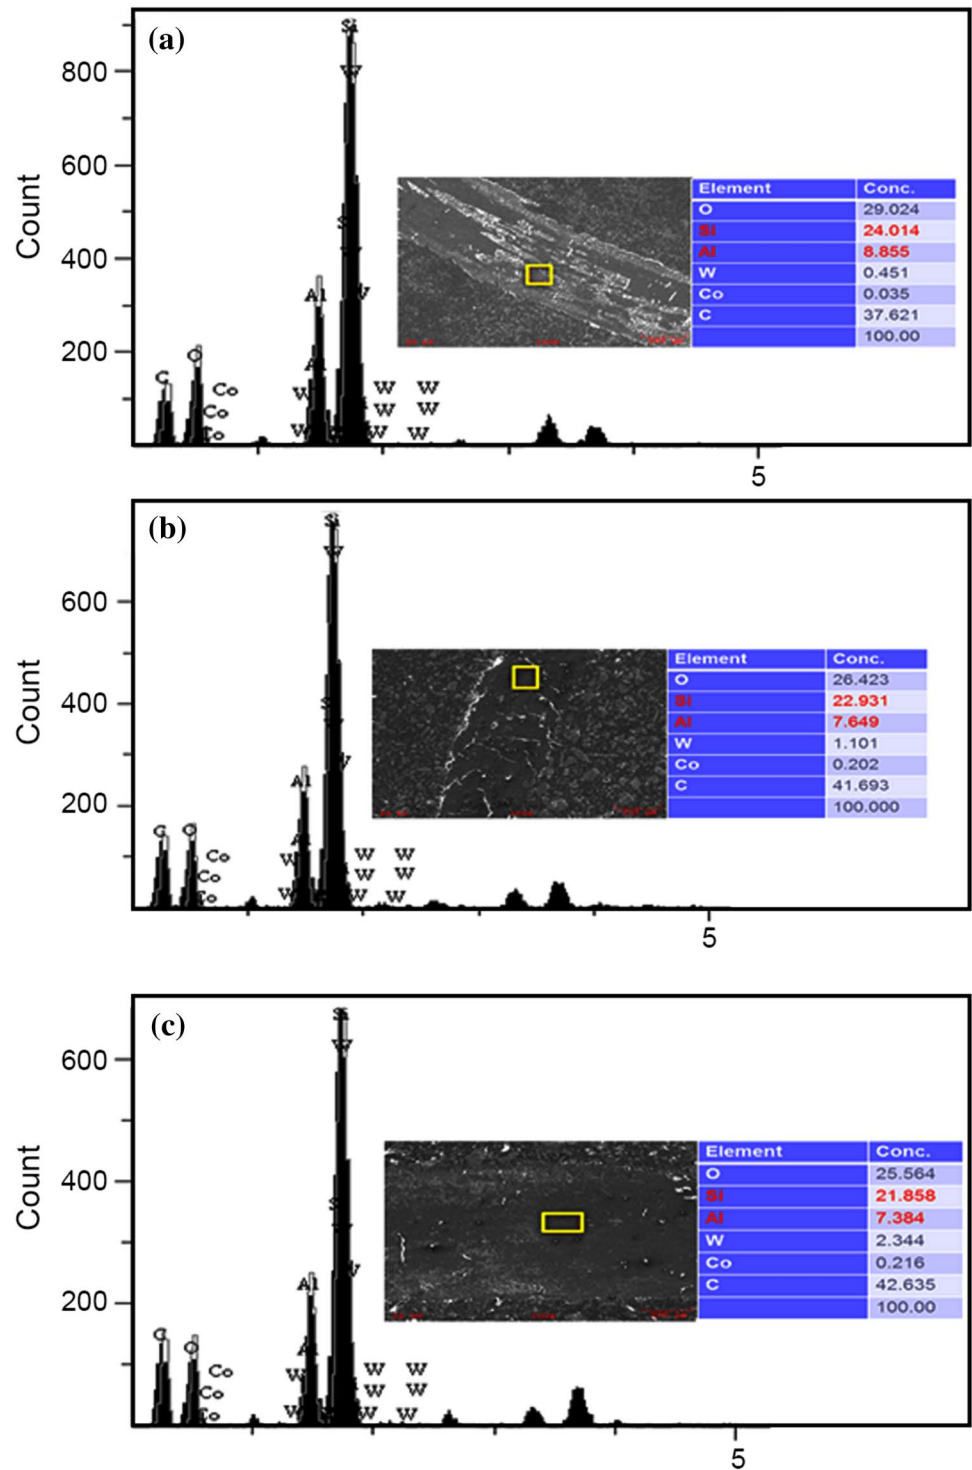 (a)
Count
800
600
400
200
5
Si
W
S
V
Al
Al
C
O
Co
Co
Co
W
W
W W
W W
W W
Element Conc.
O 29.024
Si 24.014
Al 8.855
W 0.451
Co 0.035
C 37.621
100.00
(b)
Count
600
400
200
5
Si
W
S
V
Al
Al
C
O
Co
Co
Co
W
W
W W
W W
W W
Element Conc.
O 26.423
Si 22.931
Al 7.649
W 1.101
Co 0.202
C 41.693
100.000
(c)
Count
600
400
200
5
Si
W
S
V
Al
A
C
O
Co
Co
Co
W
W
W W
W W
W W
Element Conc.
O 25.564
Si 21.858
Al 7.384
W 2.344
Co 0.216
C 42.635
100.00